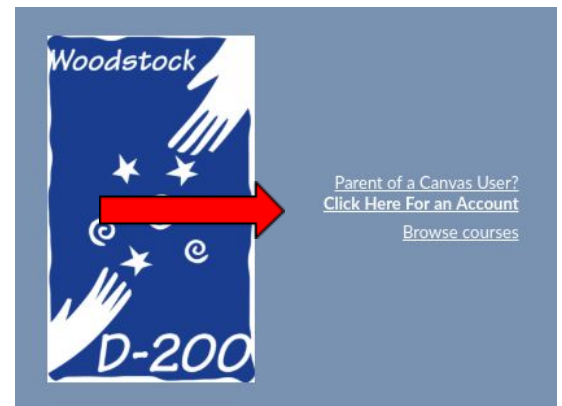 Woodstock
Parent of a Canvas User?
Click Here For an Account
Browse courses
D-200